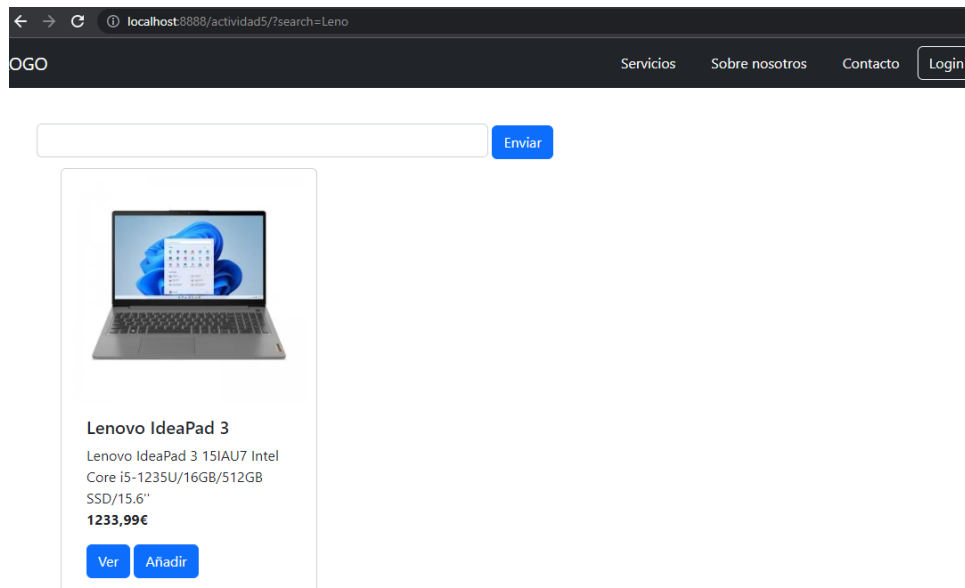 localhost:8888/actividad5/?search=Leno
OGO Servicios Sobre nosotros Contacto Login
Enviar
Lenovo IdeaPad 3
Lenovo IdeaPad 3 15IAU7 Intel
Core i5-1235U/16GB/512GB
SSD/15.6''
1233,99€
Ver Añadir